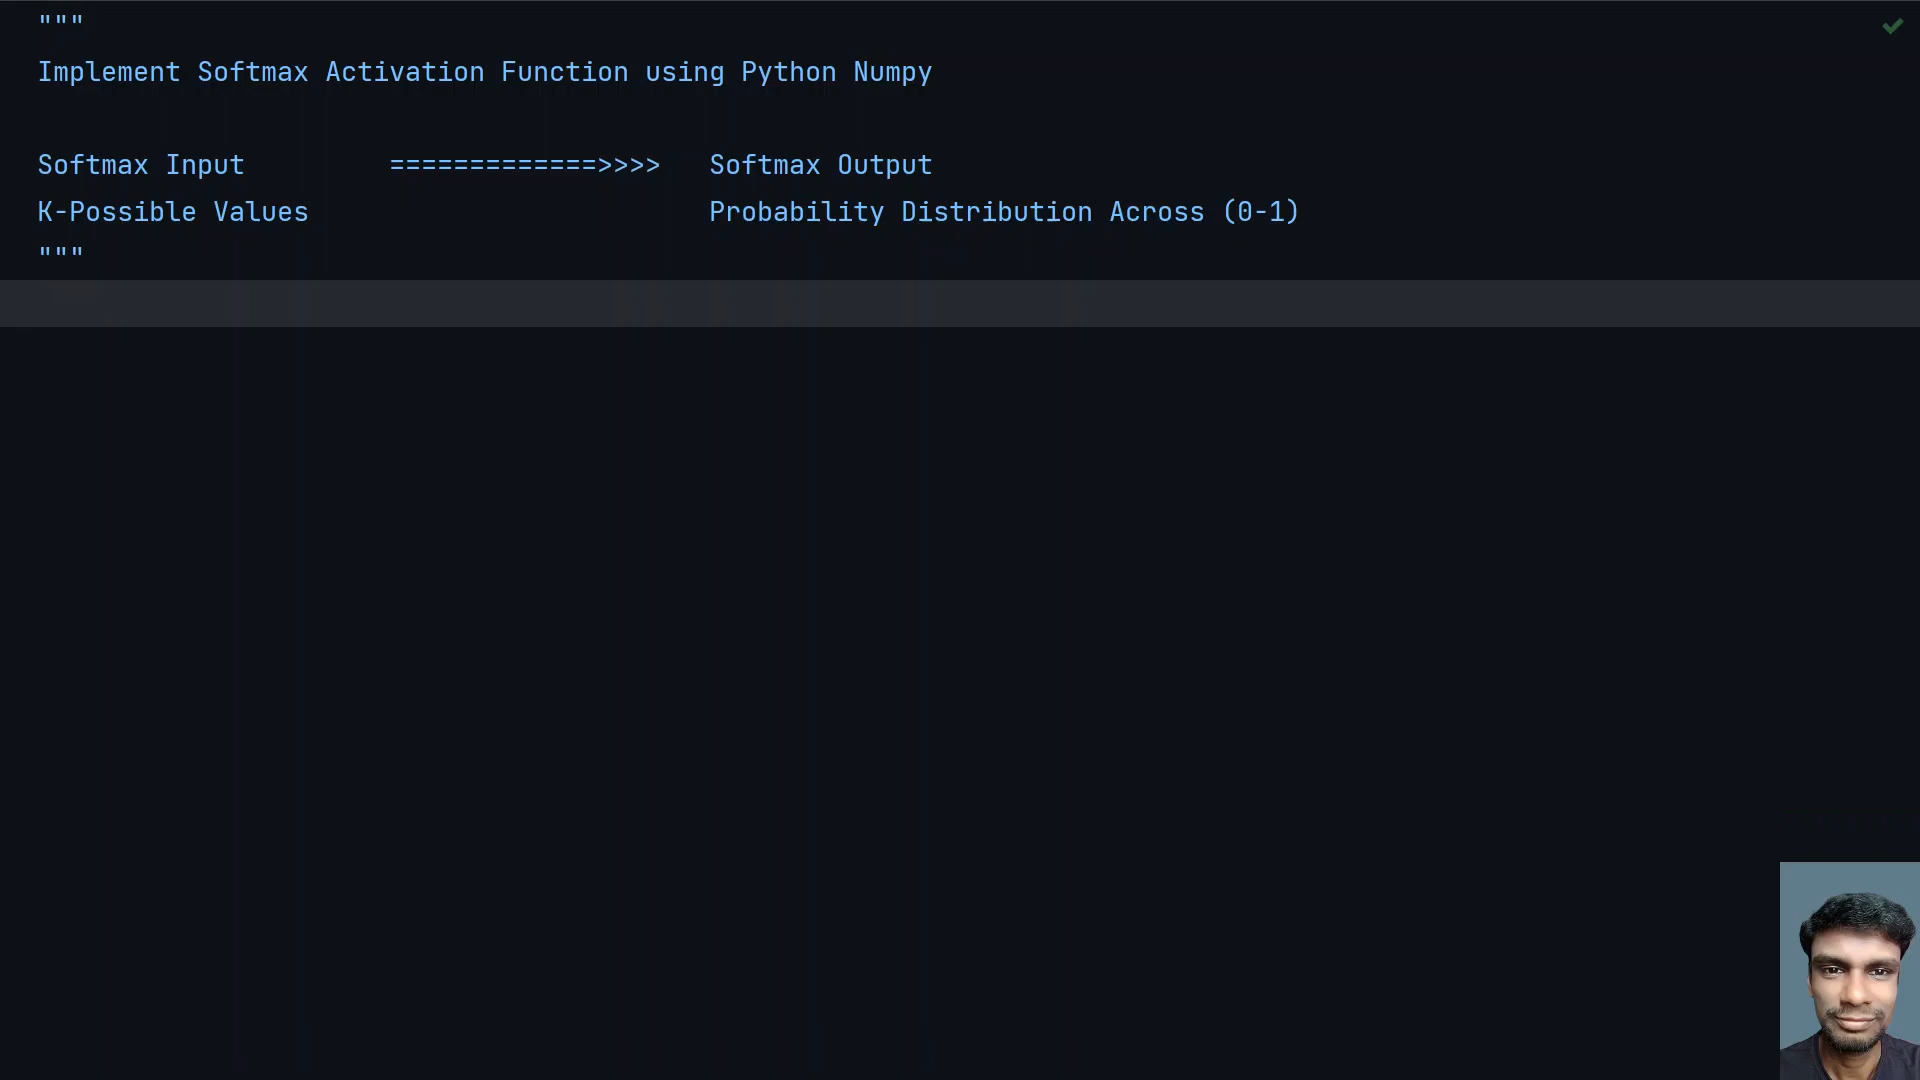 """
Implement Softmax Activation Function using Python Numpy
Softmax Input =============>>>> Softmax Output
K-Possible Values Probability Distribution Across (0-1)
"""